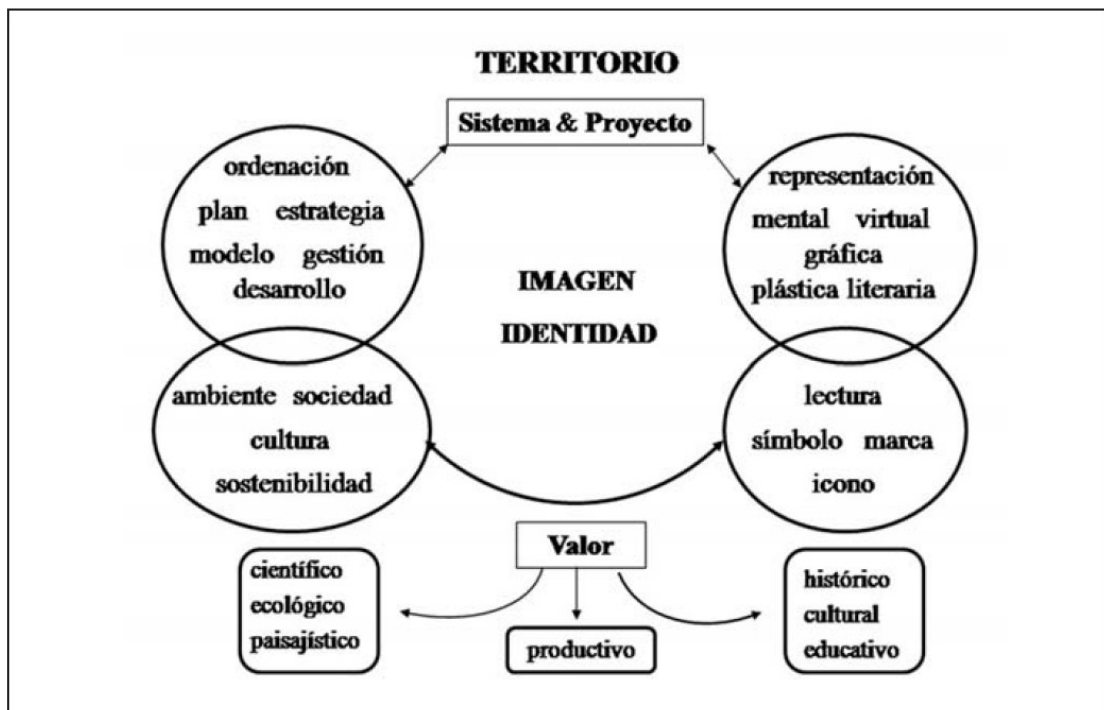 TERRITORIO
Sistema & Proyecto
ordenación
plan estrategia
modelo gestión
desarrollo
representación
mental virtual
gráfica
plástica literaria
IMAGEN
IDENTIDAD
ambiente sociedad
cultura
sostenibilidad
lectura
símbolo marca
icono
Valor
científico
ecológico
paisajístico
productivo
histórico
cultural
educativo